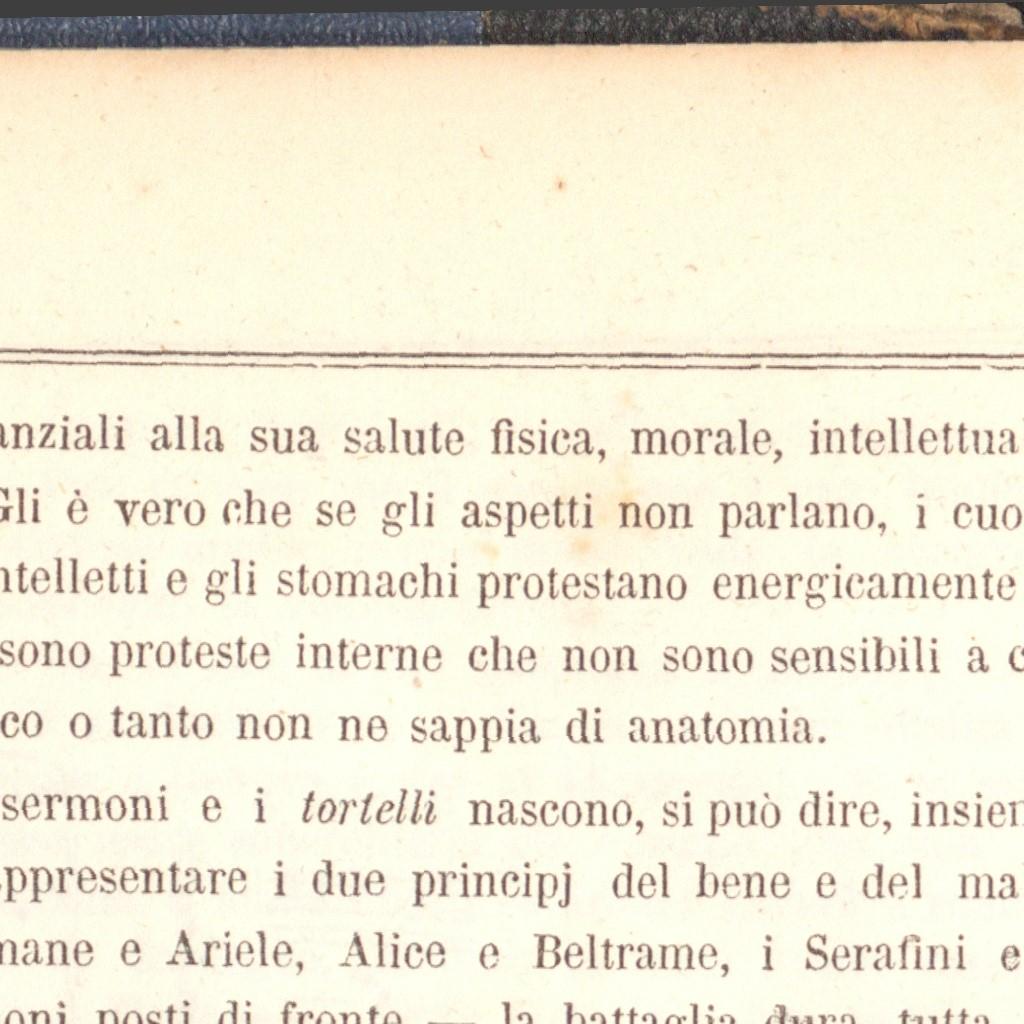 anziali alla sua salute fisica, morale, intellettua
Gli è vero che se gli aspetti non parlano, i cuo
ntelletti e gli stomachi protestano energicamente
sono proteste interne che non sono sensibili a c
co o tanto non ne sappia di anatomia.
sermoni e i tortelli nascono, si può dire, insiem
ppresentare i due principj del bene e del ma
mane e Ariele, Alice e Beltrame, i Serafini e
oni posti di fronte — la battaglia dura tutta